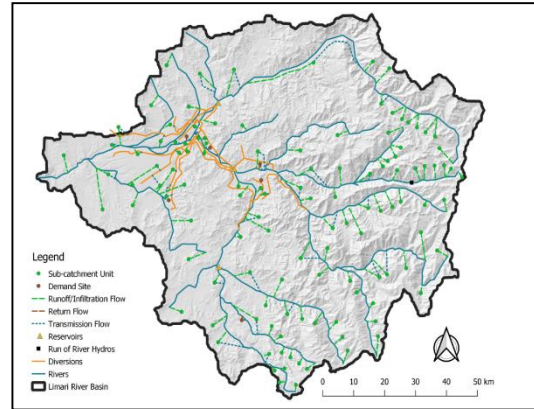 Legend
Sub-catchment Unit
Demand Site
Runoff/Infiltration Flow
Return Flow
Transmission Flow
Reservoirs
Run of River Hydros
Diversions
Rivers
Limari River Basin
0 10 20 30 40 50 km